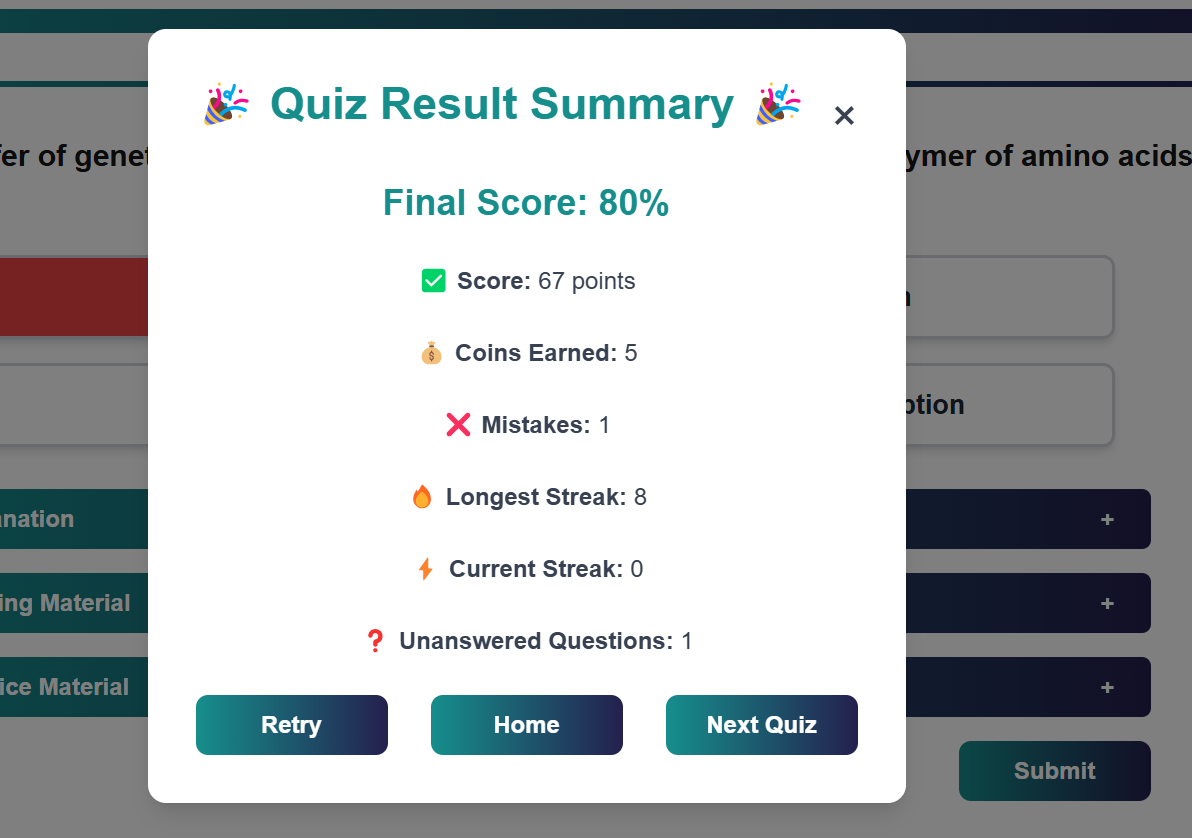 Quiz Result Summary
×
fer of genet
ymer of amino acids
Final Score: 80%
Score: 67 points
Coins Earned: 5
Mistakes: 1
ption
Longest Streak: 8
anation +
Current Streak: 0
ing Material +
Unanswered Questions: 1
ice Material +
Retry Home Next Quiz
Submit